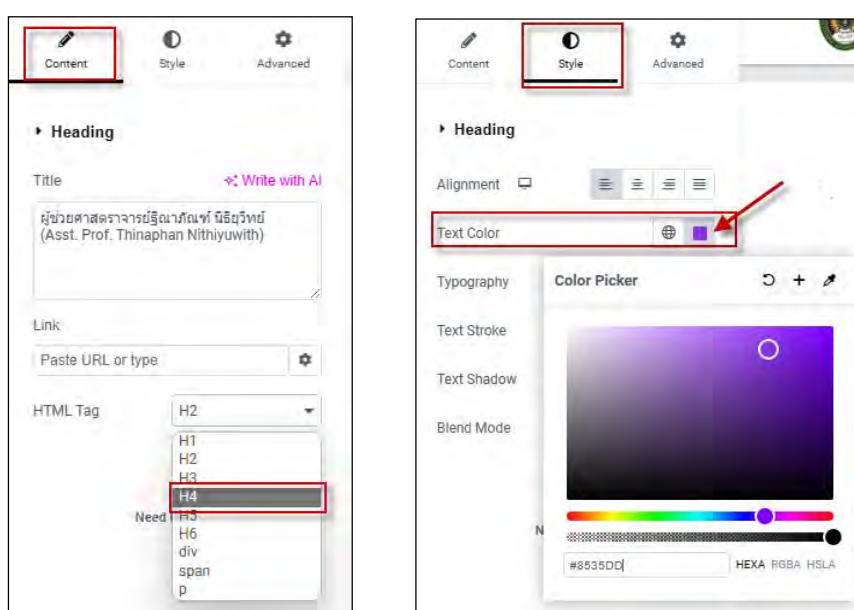 Content
Style
Advanced
Heading
Title
Write with AI
ผู้ช่วยศาสตราจารย์ฐิณาภัณฑ์ นิธิยุวิทย์
(Asst. Prof. Thinaphan Nithiyuwith)
Link
Paste URL or type
HTML Tag
H2
H1
H2
H3
H4
Need
H5
H6
div
span
p
Content
Style
Advanced
Heading
Alignment
Text Color
Typography
Color Picker
Text Stroke
Text Shadow
Blend Mode
N
#8535DD
HEXA RGBA HSLA